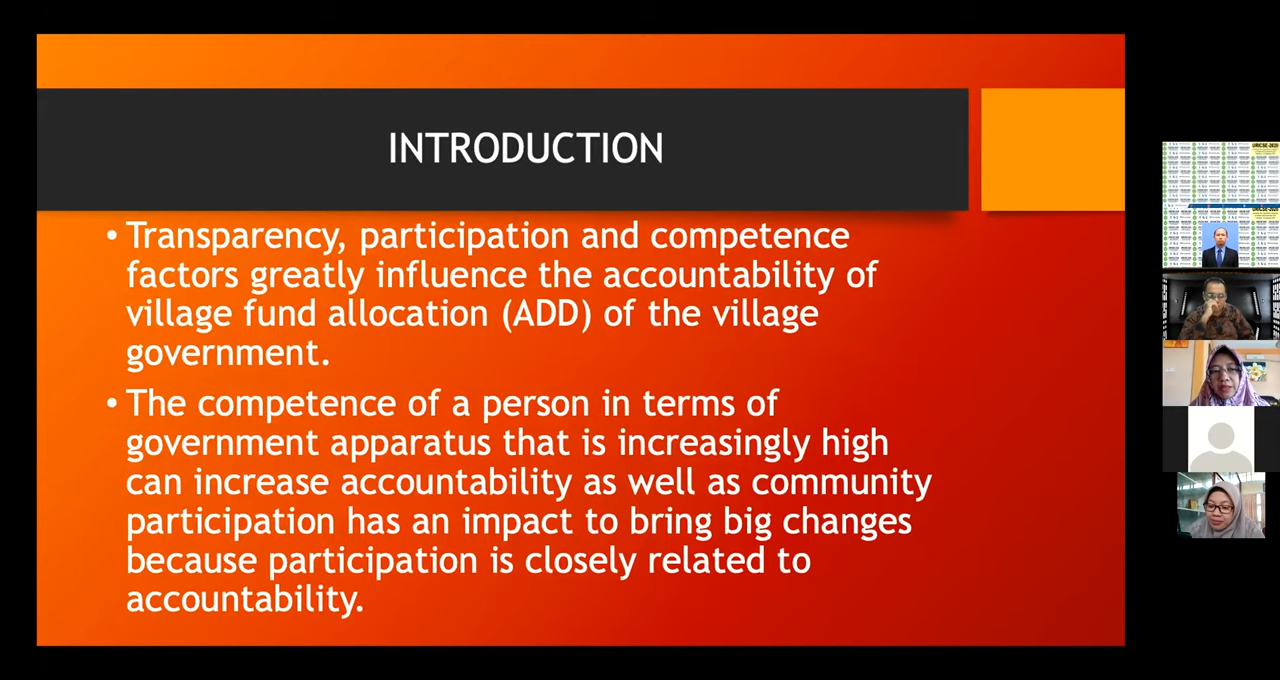 INTRODUCTION
• Transparency, participation and competence
factors greatly influence the accountability of
village fund allocation (ADD) of the village
government.
• The competence of a person in terms of
government apparatus that is increasingly high
can increase accountability as well as community
participation has an impact to bring big changes
because participation is closely related to
accountability.
URICSE-2020